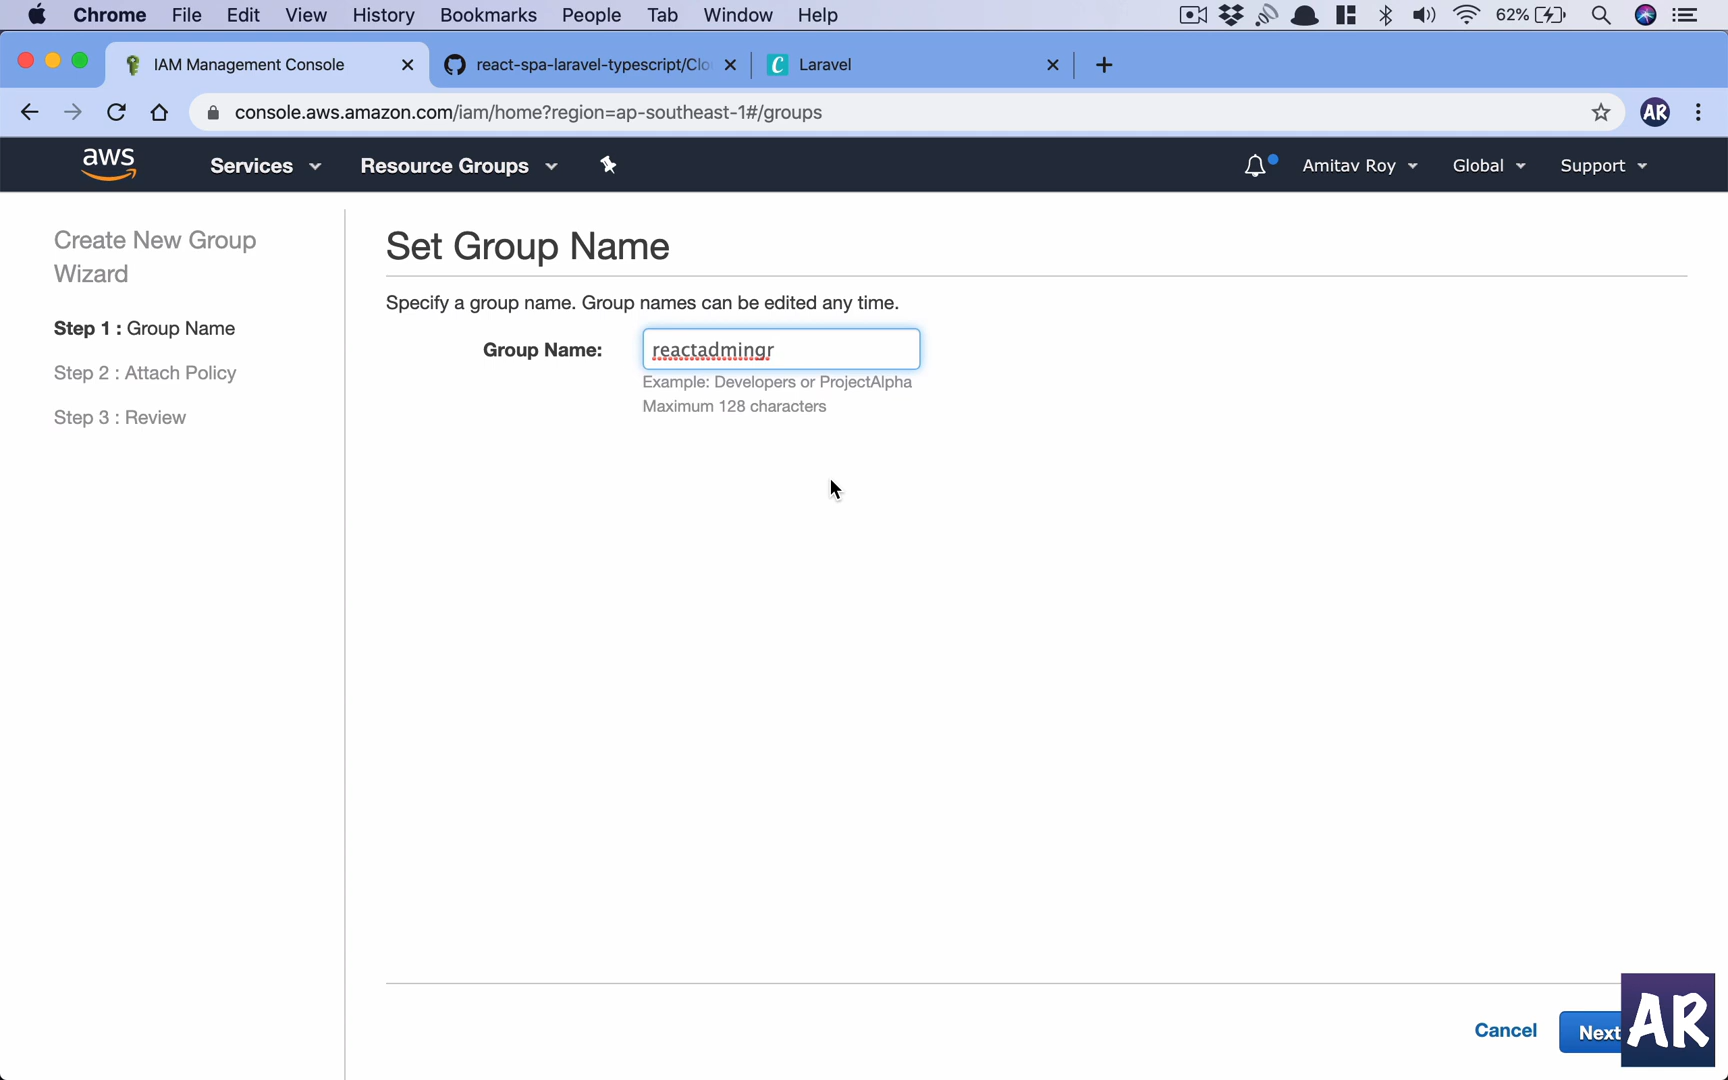 Chrome File Edit View History Bookmarks People Tab Window Help 62%
IAM Management Console react-spa-laravel-typescript/Clo C Laravel
console.aws.amazon.com/iam/home?region=ap-southeast-1#/groups AR
aws Services Resource Groups Amitav Roy Global Support
Create New Group
Wizard
Step 1 : Group Name
Step 2 : Attach Policy
Step 3 : Review
Set Group Name
Specify a group name. Group names can be edited any time.
Group Name: reactadmingr
Example: Developers or ProjectAlpha
Maximum 128 characters
Cancel Next
AR